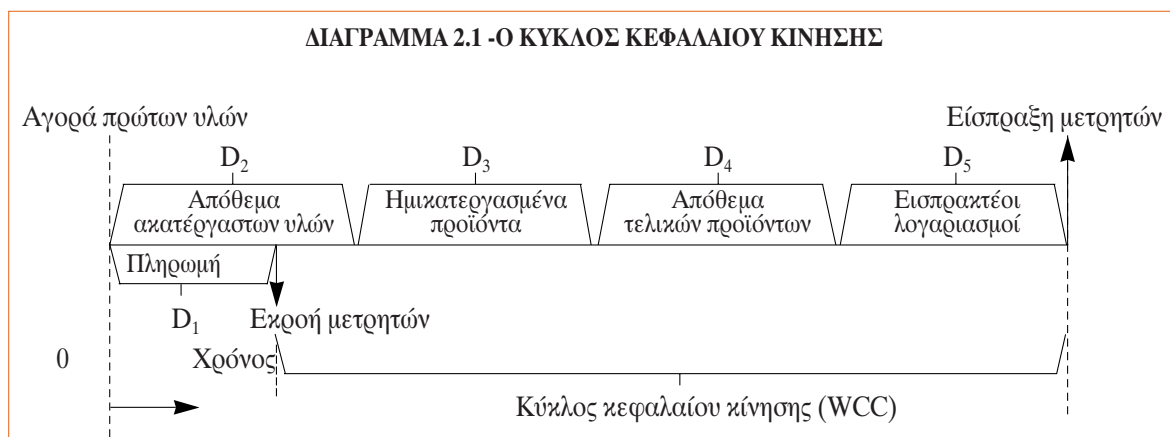 ΔΙΑΓΡΑΜΜΑ 2.1 -Ο ΚΥΚΛΟΣ ΚΕΦΑΛΑΙΟΥ ΚΙΝΗΣΗΣ
Αγορά πρώτων υλών
Είσπραξη μετρητών
D2
D3
D4
D5
Απόθεμα
ακατέργαστων υλών
Ημικατεργασμένα
προϊόντα
Απόθεμα
τελικών προϊόντων
Εισπρακτέοι
λογαριασμοί
Πληρωμή
D1
Εκροή μετρητών
0
Χρόνος
Κύκλος κεφαλαίου κίνησης (WCC)